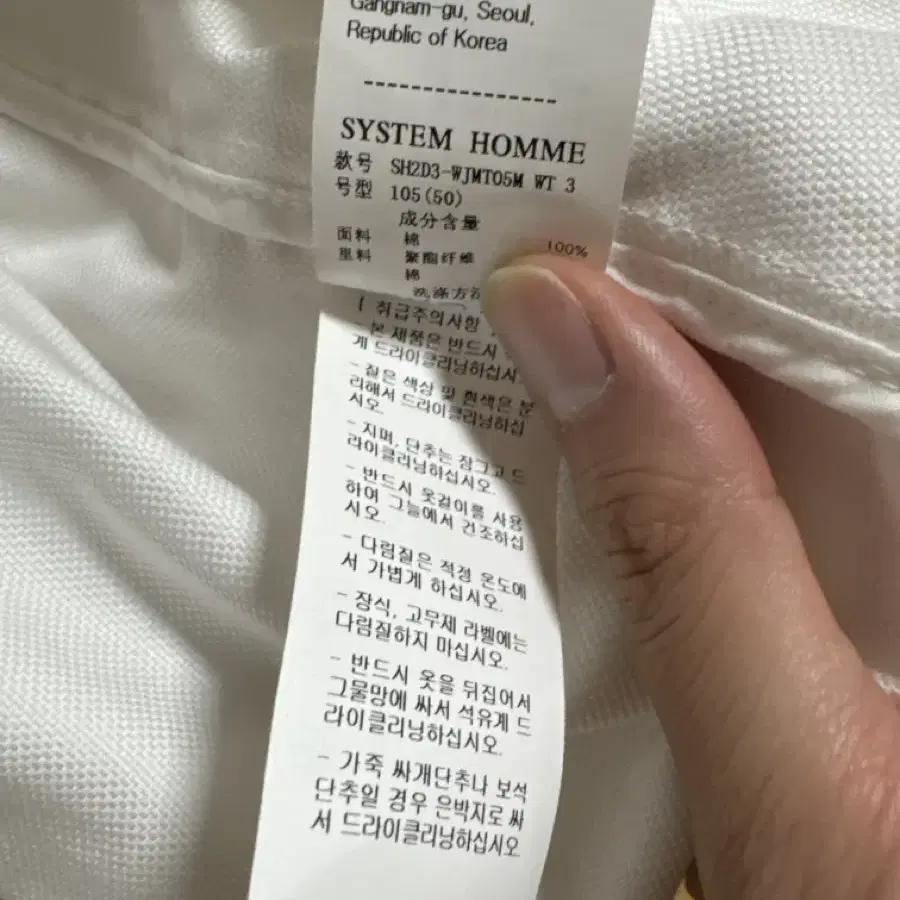 Gangnam-gu, Seoul,
Republic of Korea
----------------
SYSTEM HOMME
款号 SH2D3-WJMT05M WT 3
号型 105(50)
成分含量
面料 棉 100%
里料 聚酯纤维
棉
洗涤方法
[ 취급주의사항
- 본 제품은 반드시
게 드라이클리닝하십시
- 짙은 색상 및 흰색은 분
리해서 드라이클리닝하십
시오.
- 지퍼, 단추는 장그고 드
라이클리닝하십시오.
- 반드시 옷걸이를 사용
하여 그늘에서 건조하십
시오.
- 다림질은 적정 온도에
서 가볍게 하십시오.
- 장식, 고무제 라벨에는
다림질하지 마십시오.
- 반드시 옷을 뒤집어서
그물망에 싸서 석유계 드
라이클리닝하십시오.
- 가죽 싸개단추나 보석
단추일 경우 은박지로 싸
서 드라이클리닝하십시오